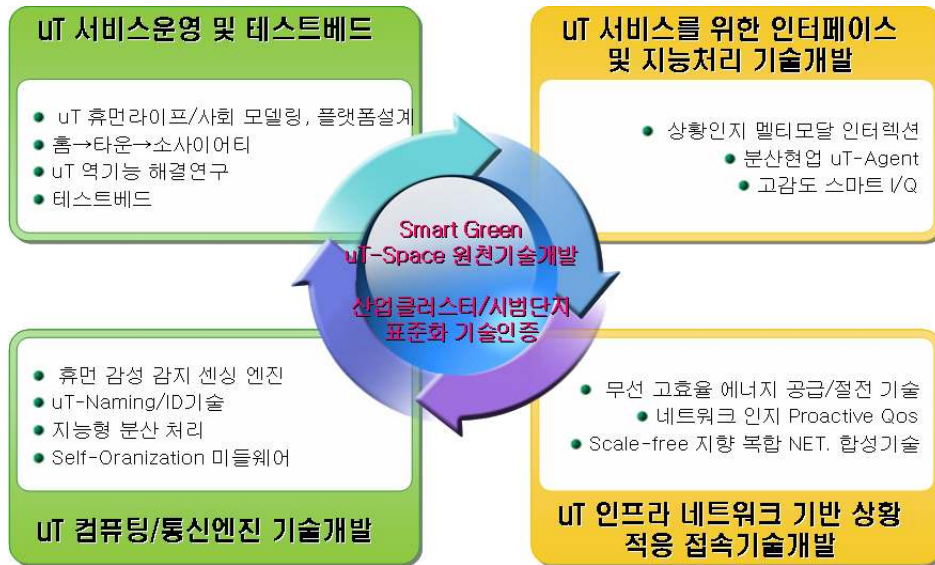 uT 서비스운영 및 테스트베드
uT 휴먼라이프/사회 모델링, 플랫폼설계
홈→타운→소사이어티
uT 역기능 해결연구
테스트베드
uT 서비스를 위한 인터페이스
및 지능처리 기술개발
상황인지 멀티모달 인터렉션
분산현업 uT-Agent
고감도 스마트 I/Q
Smart Green
uT-Space 원천기술개발
산업클러스터/시범단지
표준화 기술인증
휴먼 감성 감지 센싱 엔진
uT-Naming/ID기술
지능형 분산 처리
Self-Oranization 미들웨어
uT 컴퓨팅/통신엔진 기술개발
무선 고효율 에너지 공급/절전 기술
네트워크 인지 Proactive Qos
Scale-free 지향 복합 NET. 합성기술
uT 인프라 네트워크 기반 상황
적응 접속기술개발